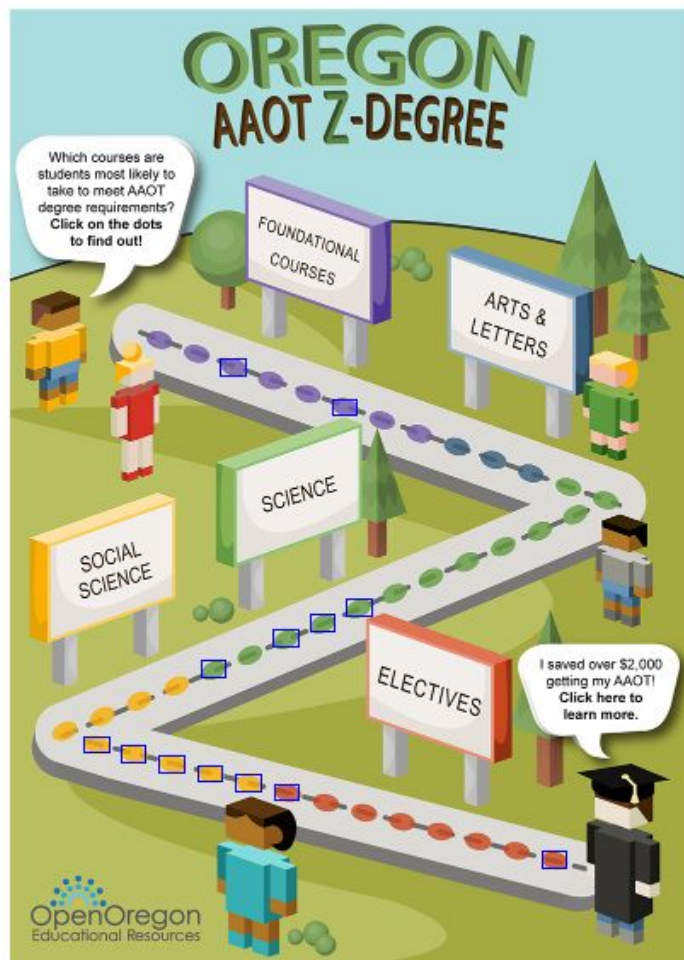 OREGON
AAOT Z-DEGREE
Which courses are
students most likely to
take to meet AAOT
degree requirements?
Click on the dots
to find out!
FOUNDATIONAL
COURSES
ARTS &
LETTERS
SCIENCE
SOCIAL
SCIENCE
ELECTIVES
I saved over $2,000
getting my AAOT!
Click here to
learn more.
OpenOregon
Educational Resources